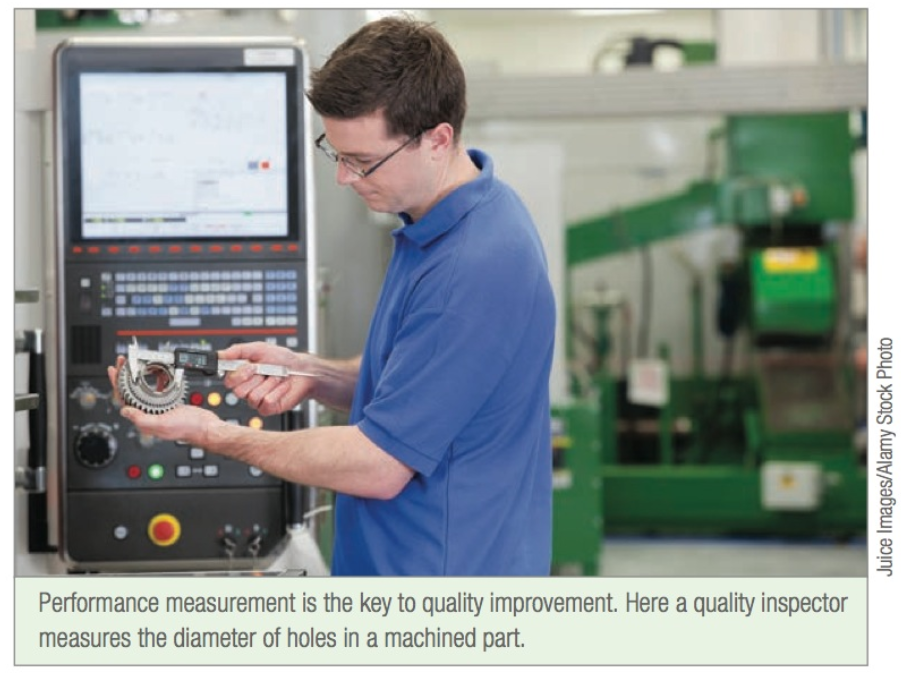 Juice Images/Alamy Stock Photo
Performance measurement is the key to quality improvement. Here a quality inspector
measures the diameter of holes in a machined part.